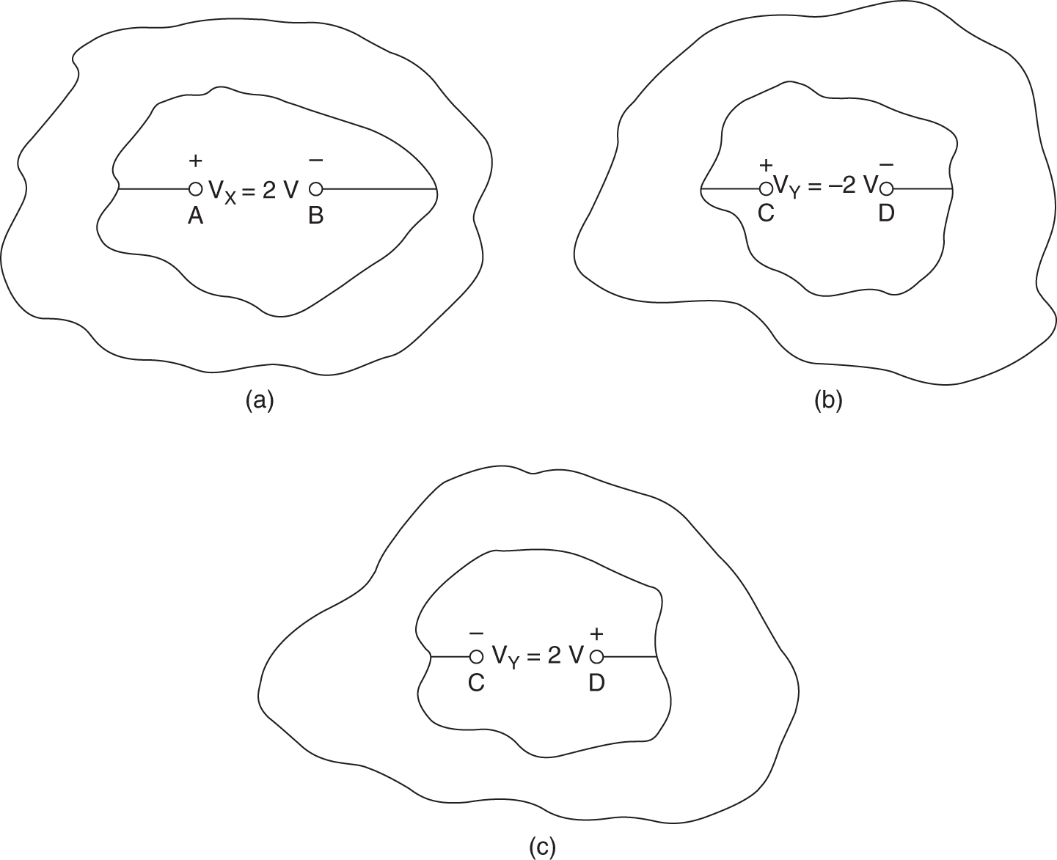 + − 
V_X = 2 V
A B
(a)
+ −
V_Y = −2 V
C D
(b)
− +
V_Y = 2 V
C D
(c)